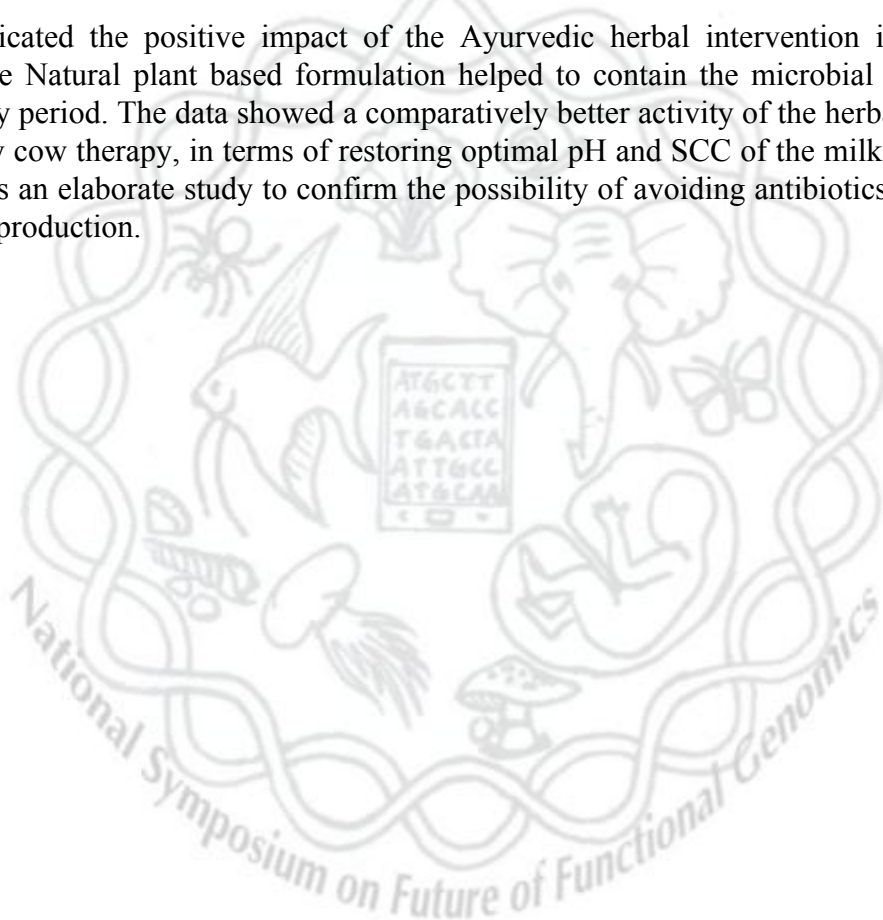 icated the positive impact of the Ayurvedic herbal intervention i
e Natural plant based formulation helped to contain the microbial
y period. The data showed a comparatively better activity of the herb
y cow therapy, in terms of restoring optimal pH and SCC of the milk
s an elaborate study to confirm the possibility of avoiding antibiotics
production.
ATGCTT
AGCACC
TGACTA
ATTGCC
ATGCAA
National Symposium on Future of Functional Genomics